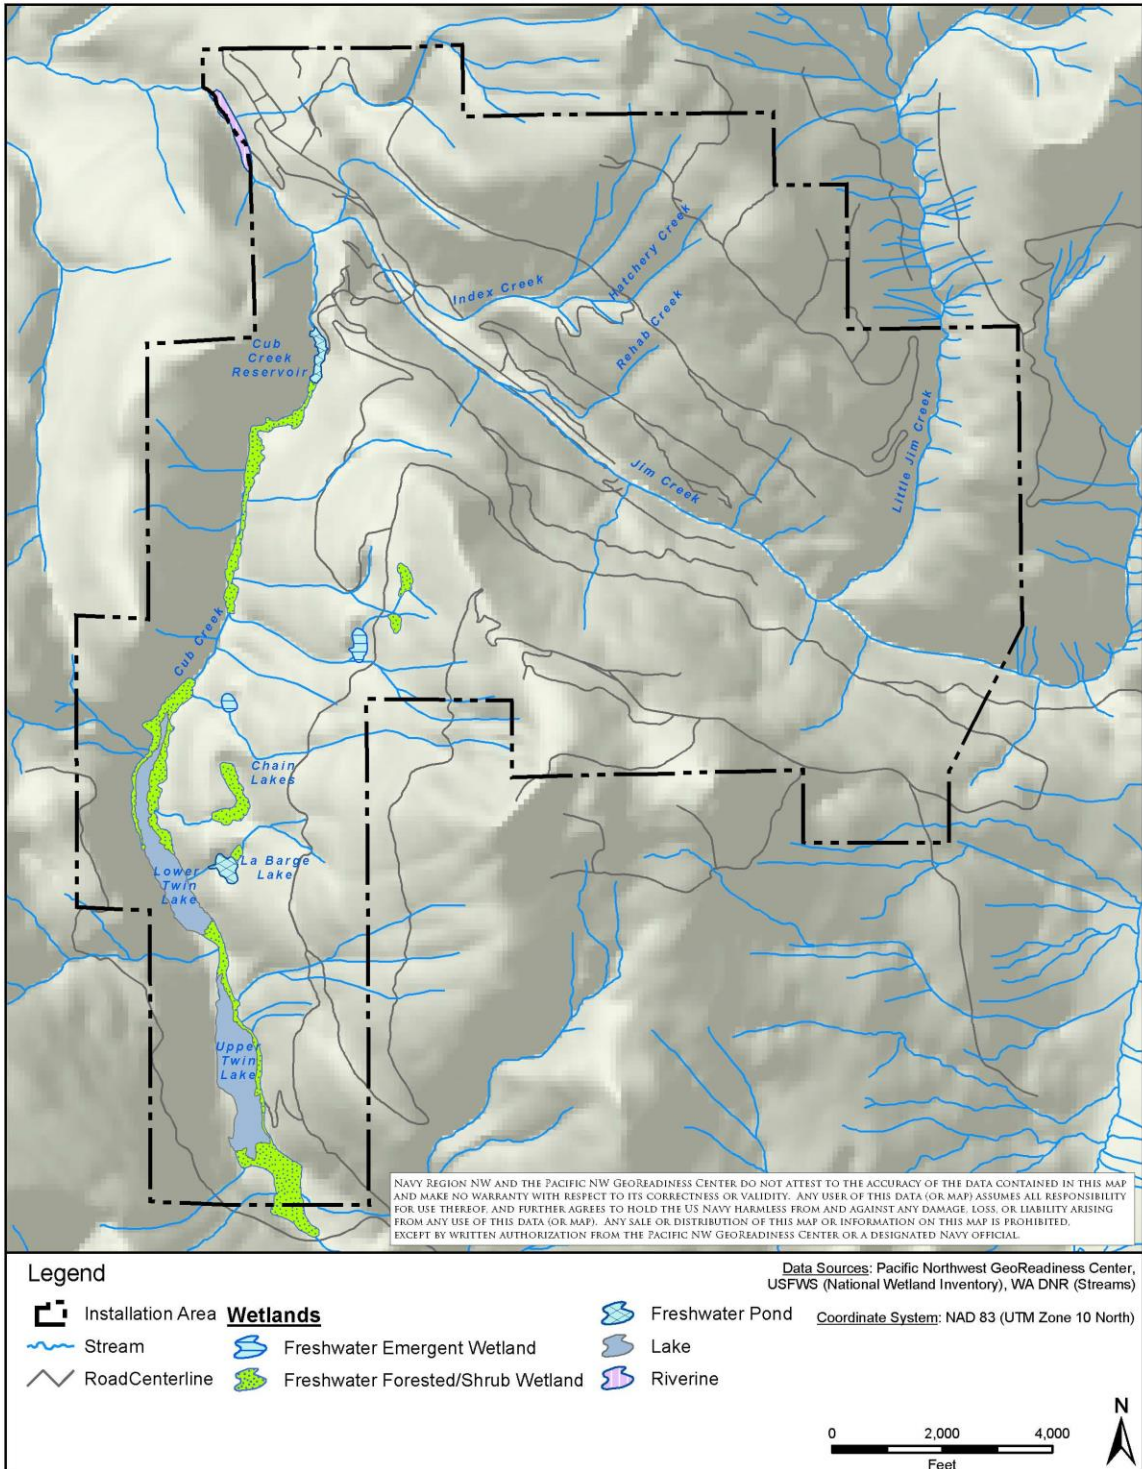 Hatchery Creek
Index Creek
Rehab Creek
Cub
Creek
Reservoir
Little Jim Creek
Jim Creek
Cub Creek
Chain
Lakes
La Barge
Lake
Lower
Twin
Lake
Upper
Twin
Lake
NAVY REGION NW AND THE PACIFIC NW GEOREADINESS CENTER DO NOT ATTEST TO THE ACCURACY OF THE DATA CONTAINED IN THIS MAP
AND MAKE NO WARRANTY WITH RESPECT TO ITS CORRECTNESS OR VALIDITY. ANY USER OF THIS DATA (OR MAP) ASSUMES ALL RESPONSIBILITY
FOR USE THEREOF, AND FURTHER AGREES TO HOLD THE US NAVY HARMLESS FROM AND AGAINST ANY DAMAGE, LOSS, OR LIABILITY ARISING
FROM ANY USE OF THIS DATA (OR MAP). ANY SALE OR DISTRIBUTION OF THIS MAP OR INFORMATION ON THIS MAP IS PROHIBITED,
EXCEPT BY WRITTEN AUTHORIZATION FROM THE PACIFIC NW GEOREADINESS CENTER OR A DESIGNATED NAVY OFFICIAL.
Legend
Installation Area
Stream
RoadCenterline
Wetlands
Freshwater Emergent Wetland
Freshwater Forested/Shrub Wetland
Freshwater Pond
Lake
Riverine
Data Sources: Pacific Northwest GeoReadiness Center,
USFWS (National Wetland Inventory), WA DNR (Streams)
Coordinate System: NAD 83 (UTM Zone 10 North)
N
0 2,000 4,000
Feet